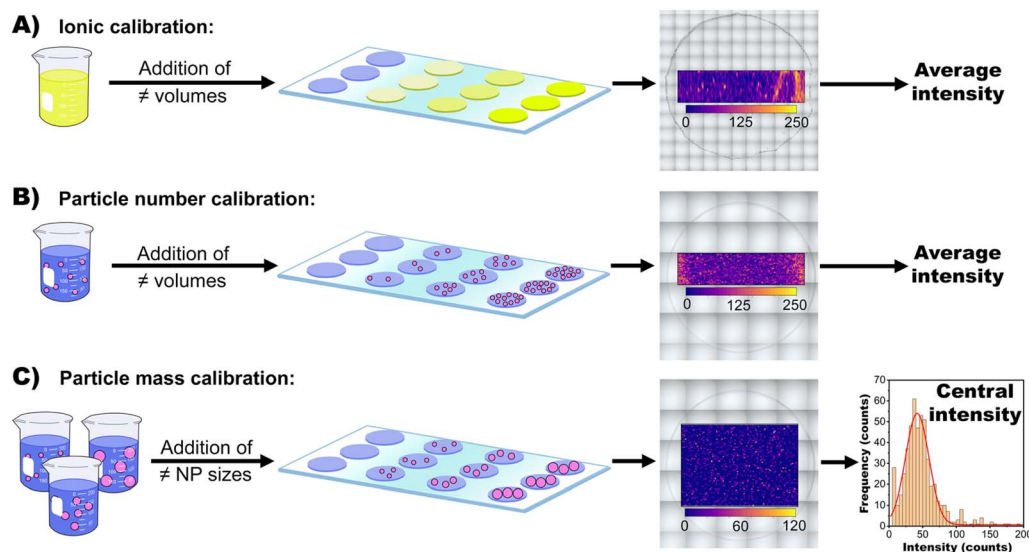 A) Ionic calibration:
Addition of
≠ volumes
0 125 250
Average
intensity
B) Particle number calibration:
Addition of
≠ volumes
0 125 250
Average
intensity
C) Particle mass calibration:
Addition of
≠ NP sizes
0 60 120
Central
intensity
Frequency (counts)
70
60
50
40
30
20
10
0
0 50 100 150 200
Intensity (counts)